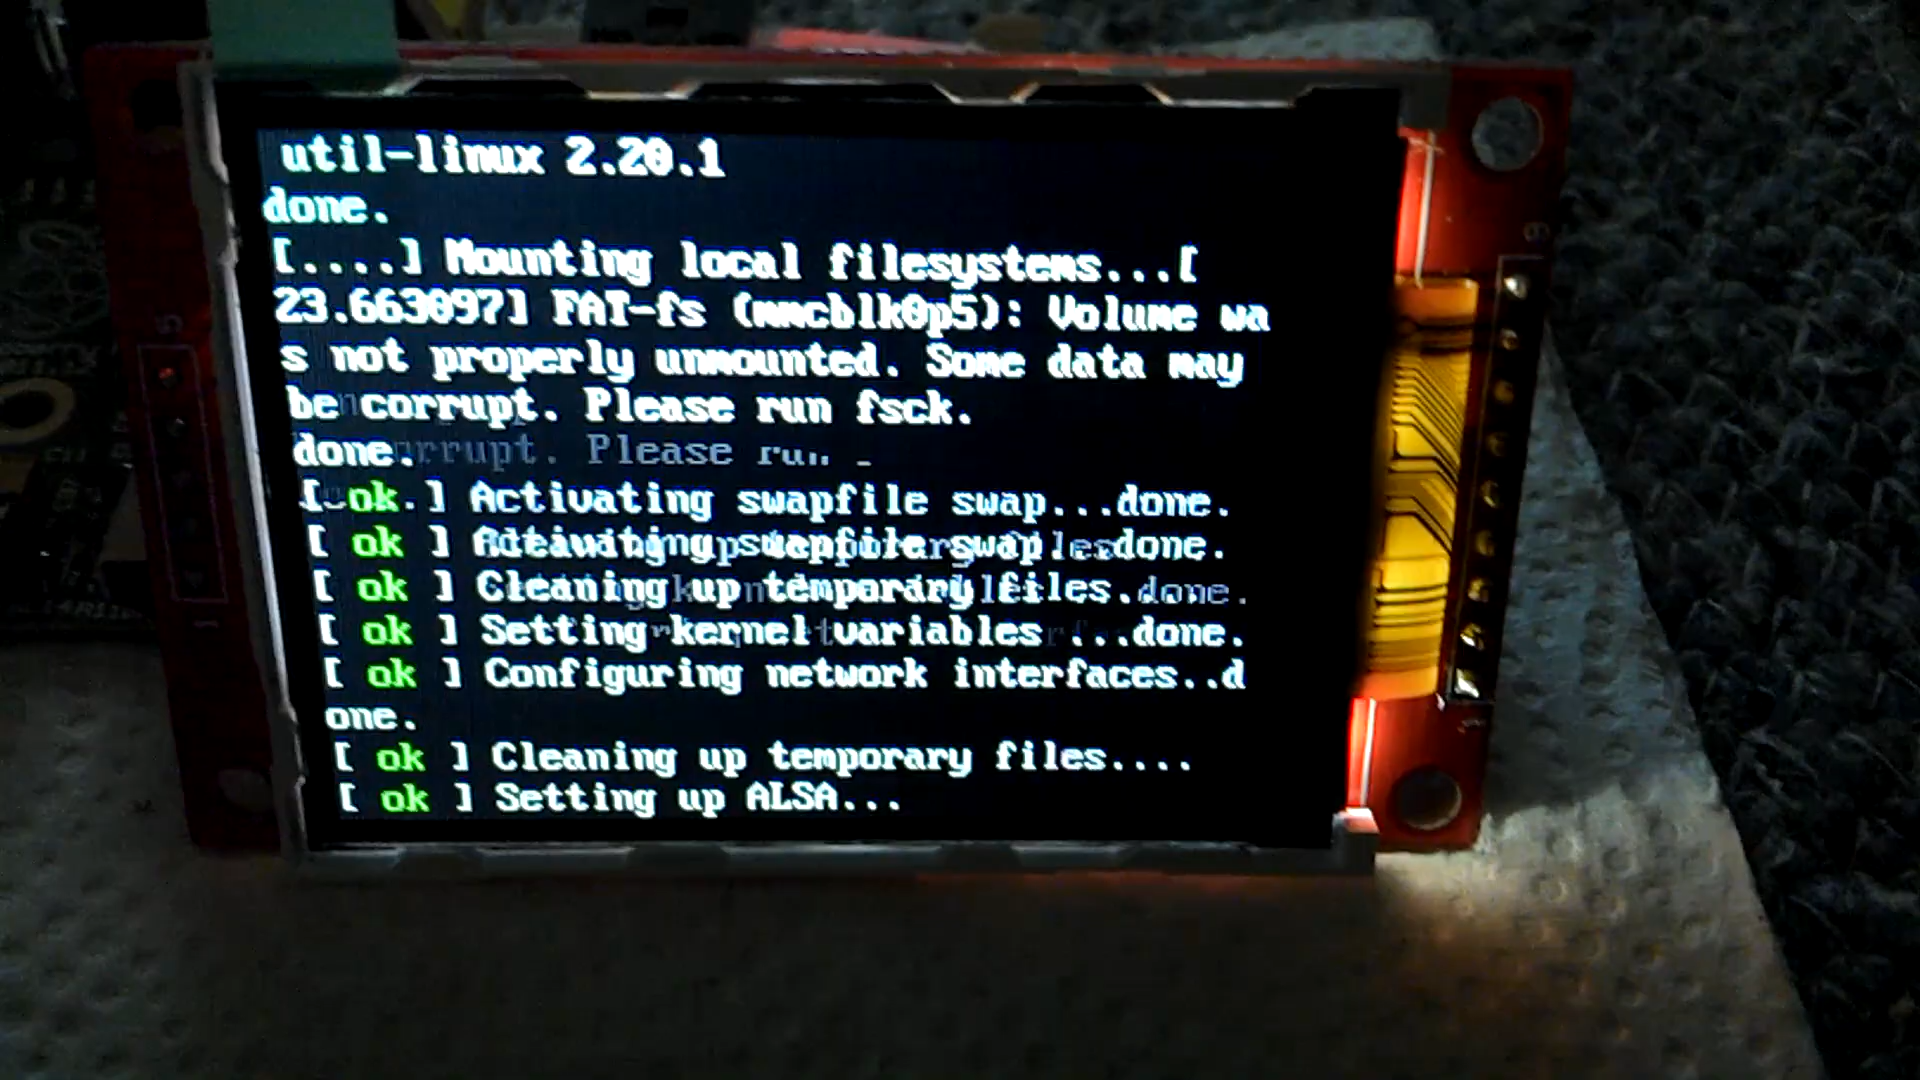 util-linux 2.20.1
done.
[....] Mounting local filesystems...[
23.663097] FAT-fs (mmcblk0p5): Volume wa
s not properly unmounted. Some data may
be corrupt. Please run fsck.
done.
[ ok.] Activating swapfile swap...done.
[ ok ] Activating swapfile swap...done.
[ ok ] Cleaning up temporary files.
[ ok ] Setting kernel variables ...done.
[ ok ] Configuring network interfaces..d
one.
[ ok ] Cleaning up temporary files....
[ ok ] Setting up ALSA...